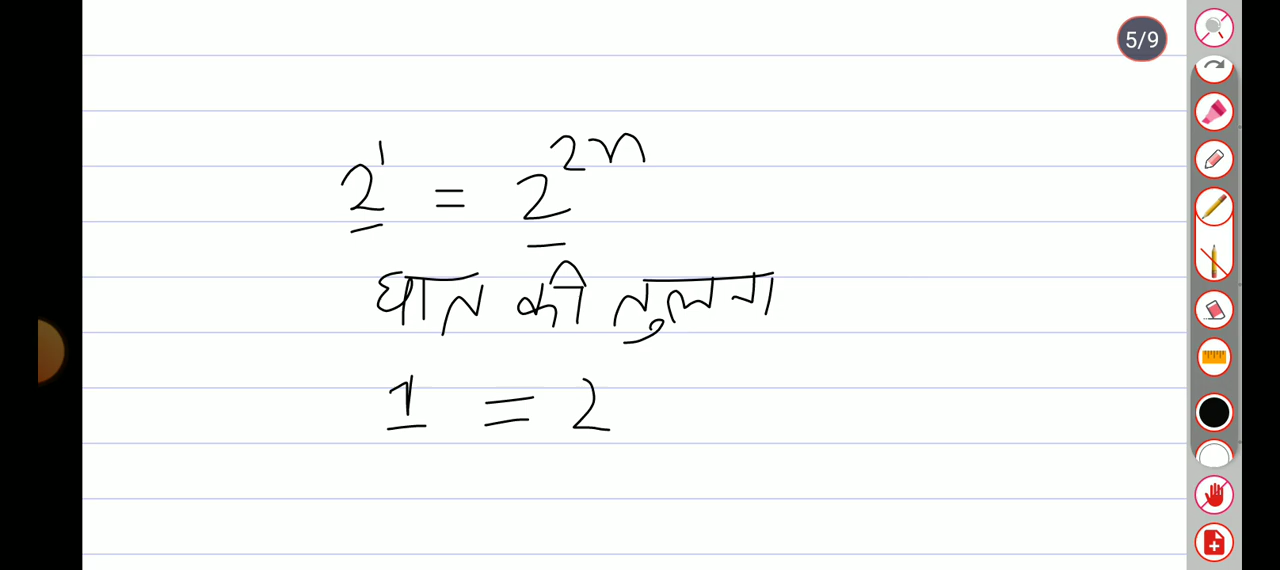 5/9
2¹ = 2²ⁿ
घात की तुलना
1 = 2